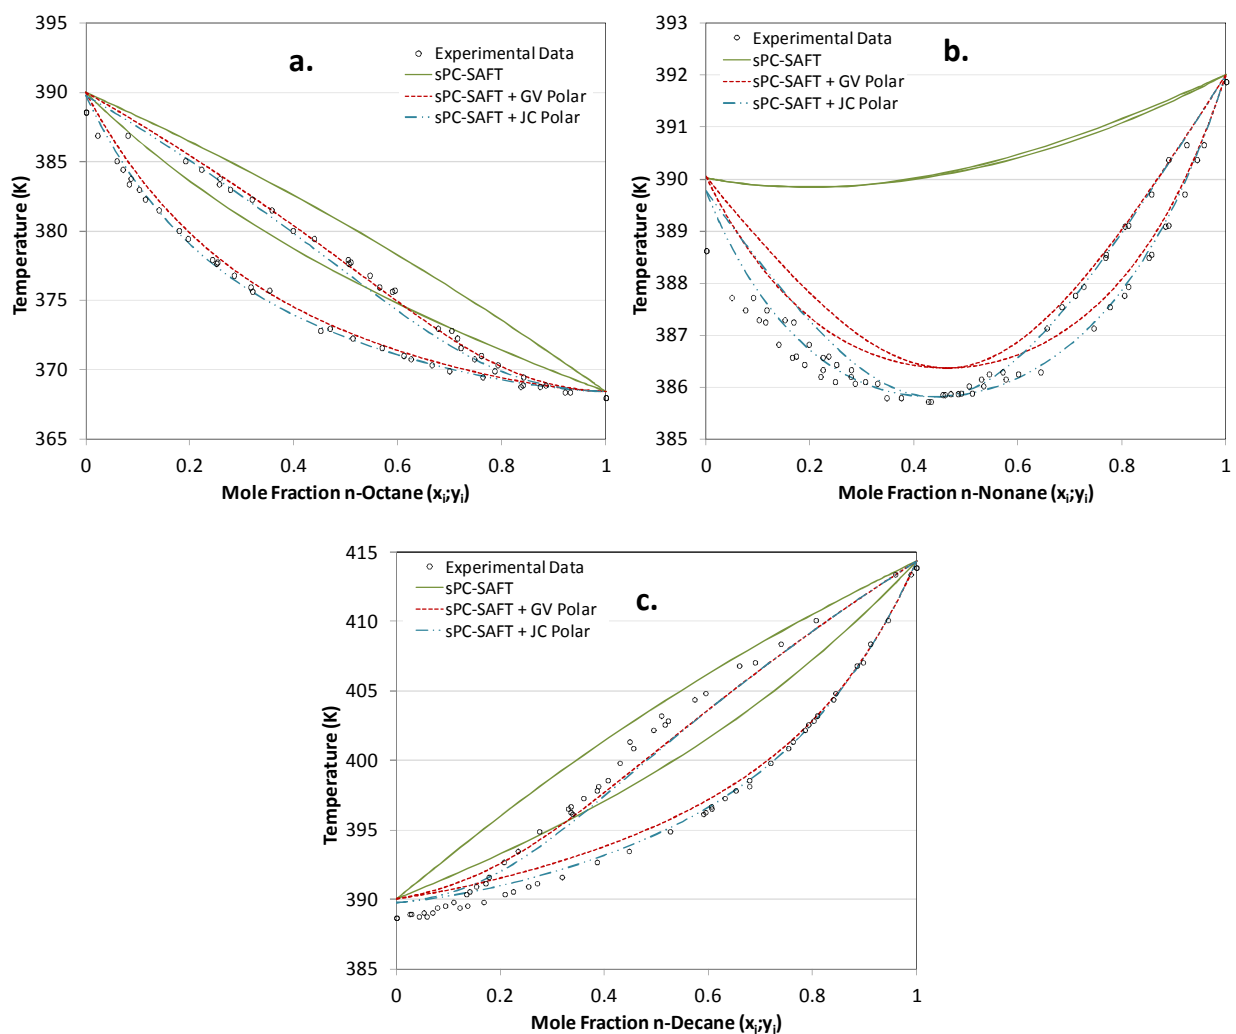 a.
Experimental Data
sPC-SAFT
sPC-SAFT + GV Polar
sPC-SAFT + JC Polar
395
390
385
380
375
370
365
0
0.2
0.4
0.6
0.8
1
Temperature (K)
Mole Fraction n-Octane (xᵢ;yᵢ)
b.
Experimental Data
sPC-SAFT
sPC-SAFT + GV Polar
sPC-SAFT + JC Polar
393
392
391
390
389
388
387
386
385
0
0.2
0.4
0.6
0.8
1
Temperature (K)
Mole Fraction n-Nonane (xᵢ;yᵢ)
c.
Experimental Data
sPC-SAFT
sPC-SAFT + GV Polar
sPC-SAFT + JC Polar
415
410
405
400
395
390
385
0
0.2
0.4
0.6
0.8
1
Temperature (K)
Mole Fraction n-Decane (xᵢ;yᵢ)